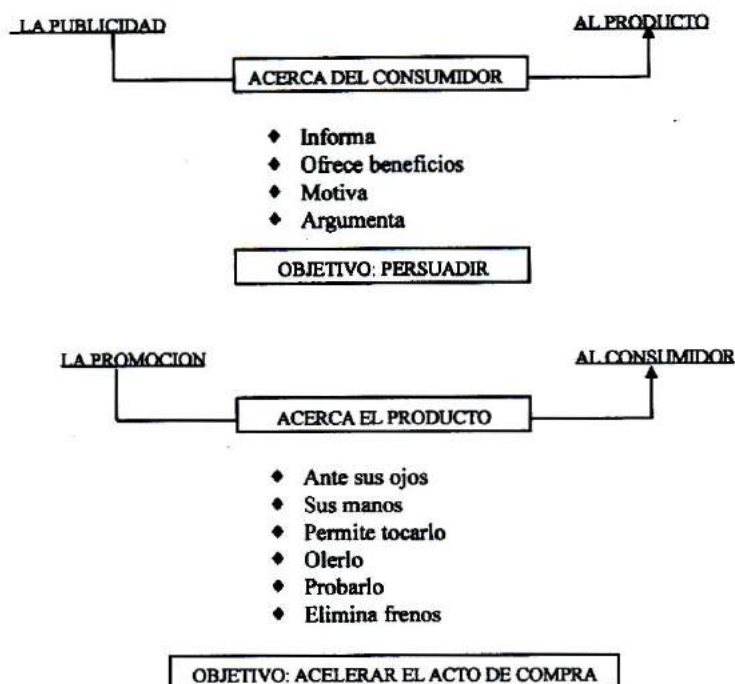 LA PUBLICIDAD
AL PRODUCTO
ACERCA DEL CONSUMIDOR
♦ Informa
♦ Ofrece beneficios
♦ Motiva
♦ Argumenta
OBJETIVO: PERSUADIR
LA PROMOCION
AL CONSUMIDOR
ACERCA EL PRODUCTO
♦ Ante sus ojos
♦ Sus manos
♦ Permite tocarlo
♦ Olerlo
♦ Probarlo
♦ Elimina frenos
OBJETIVO: ACELERAR EL ACTO DE COMPRA